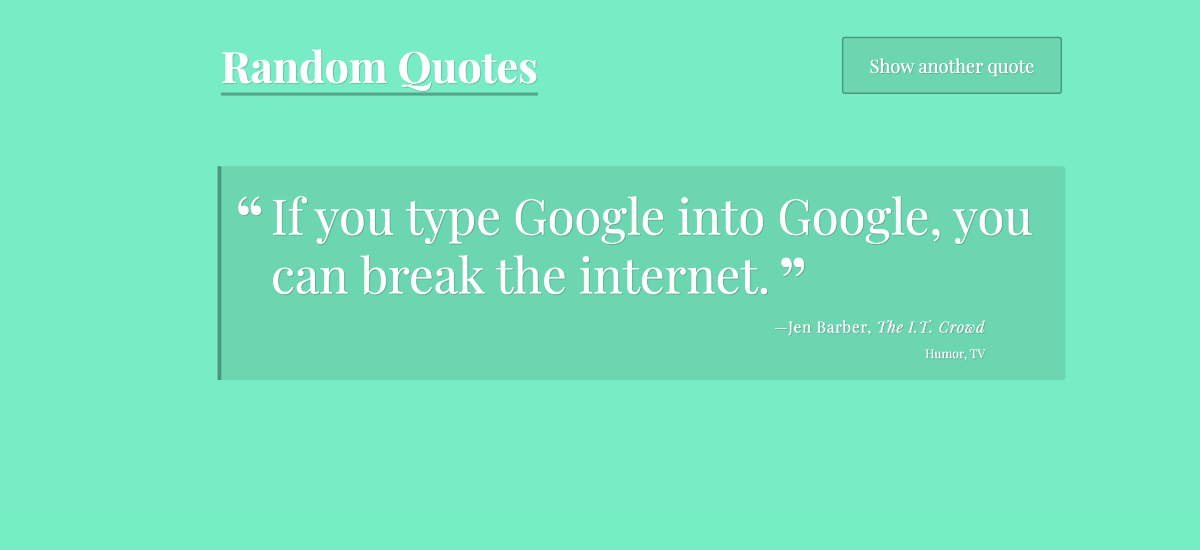 Random Quotes
Show another quote
“ If you type Google into Google, you
can break the internet. ”
—Jen Barber, The I.T. Crowd
Humor, TV